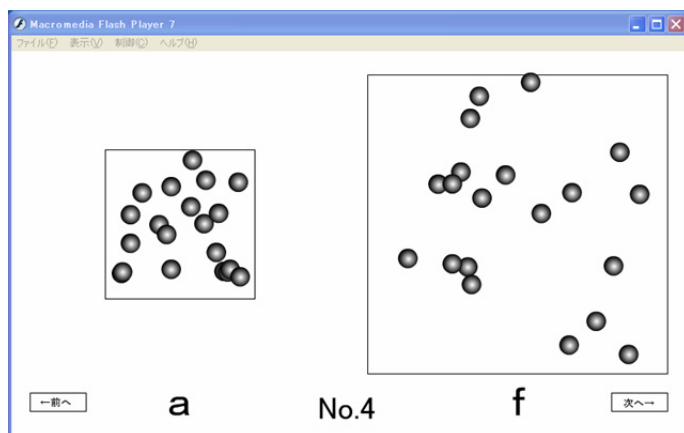 Macromedia Flash Player 7
ファイル(F) 表示(V) 制御(C) ヘルプ(H)
←前へ a No.4 f 次へ→